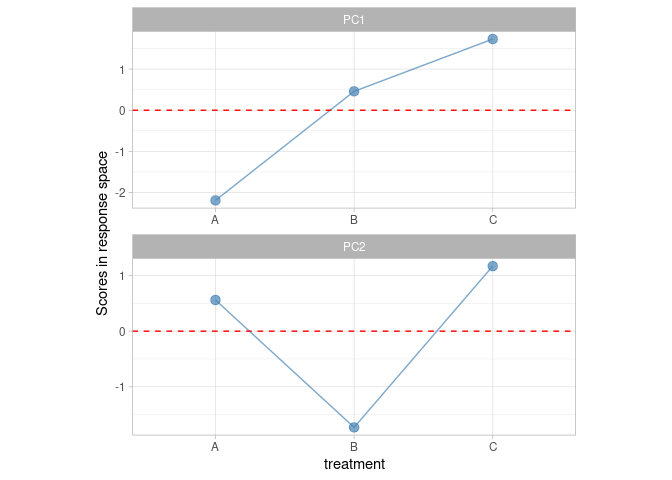 PC1
1
0
-1
-2
A B C
PC2
1
0
-1
A B C
treatment
Scores in response space